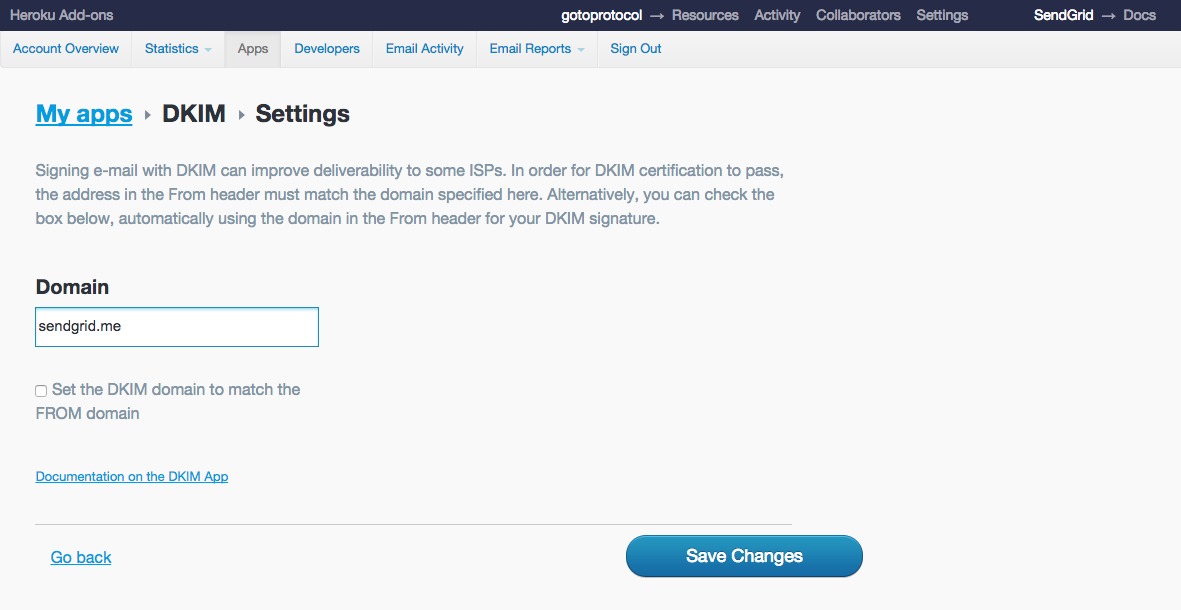 Heroku Add-ons gotoprotocol → Resources Activity Collaborators Settings SendGrid → Docs
Account Overview Statistics Apps Developers Email Activity Email Reports Sign Out
My apps ▸ DKIM ▸ Settings
Signing e-mail with DKIM can improve deliverability to some ISPs. In order for DKIM certification to pass,
the address in the From header must match the domain specified here. Alternatively, you can check the
box below, automatically using the domain in the From header for your DKIM signature.
Domain
sendgrid.me
Set the DKIM domain to match the
FROM domain
Documentation on the DKIM App
Go back Save Changes